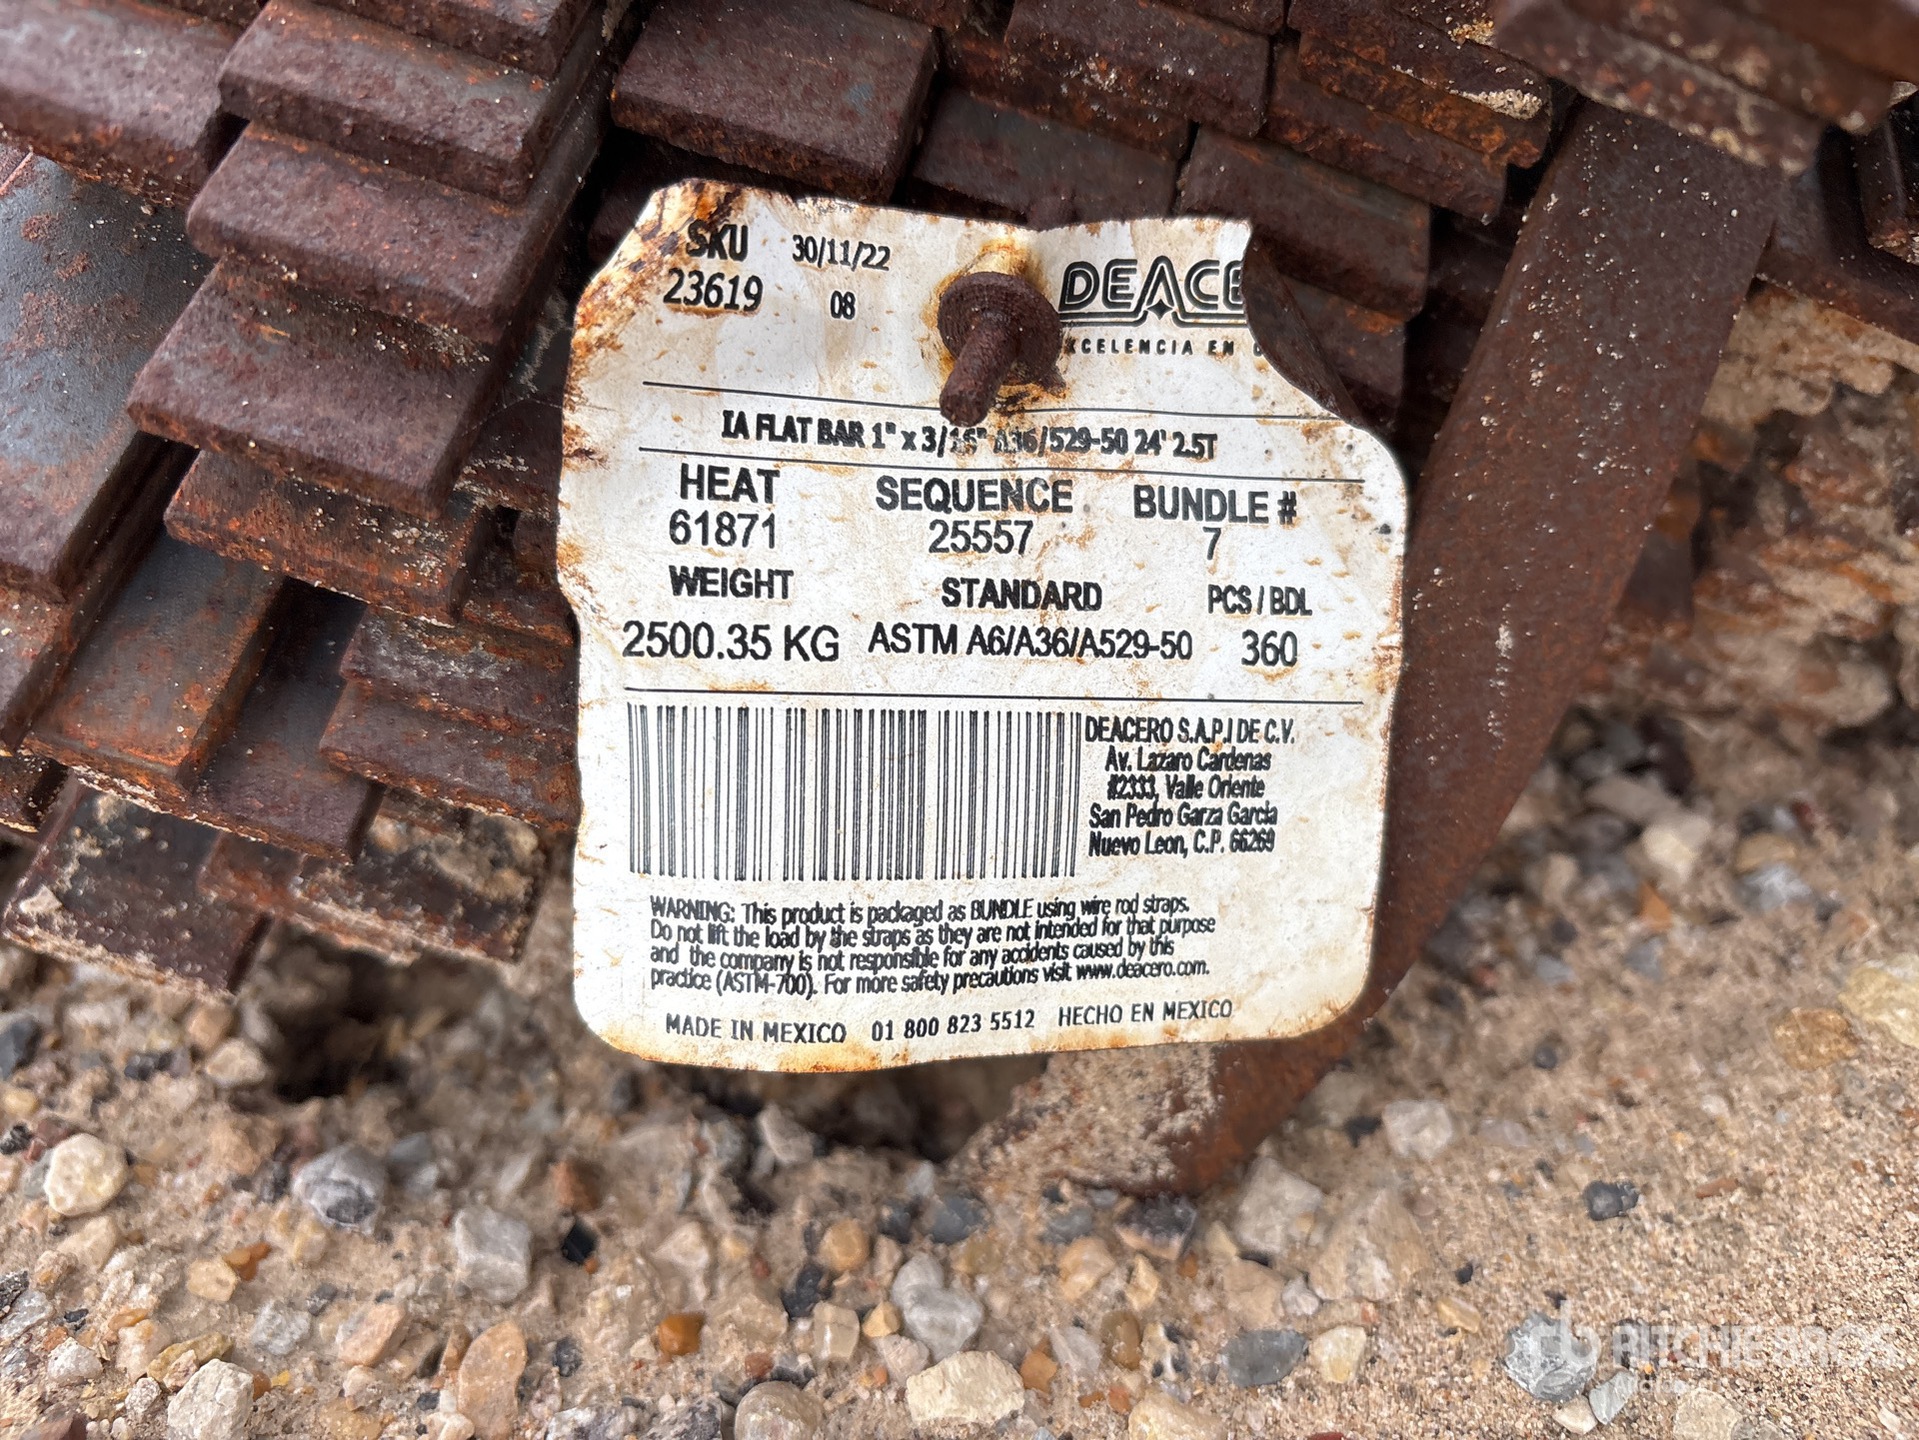 SKU 30/11/22
23619 08
DEACE
XCELENCIA EN
IA FLAT BAR 1" x 3/16" A36/529-50 24' 2.5T
HEAT SEQUENCE BUNDLE #
61871 25557 7
WEIGHT STANDARD PCS / BDL
2500.35 KG ASTM A6/A36/A529-50 360
DEACERO S.A.P.I DE C.V.
Av. Lazaro Cardenas
#2333, Valle Oriente
San Pedro Garza Garcia
Nuevo Leon, C.P. 66269
WARNING: This product is packaged as BUNDLE using wire rod straps.
Do not lift the load by the straps as they are not intended for that purpose
and the company is not responsible for any accidents caused by this
practice (ASTM-700). For more safety precautions visit www.deacero.com.
MADE IN MEXICO 01 800 823 5512 HECHO EN MEXICO
rb RITCHIE BROS